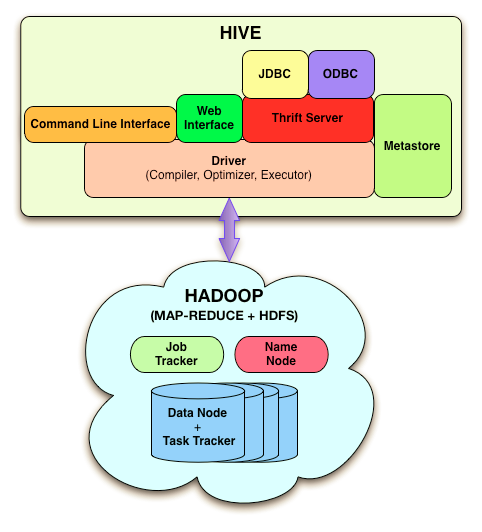 HIVE
JDBC
ODBC
Command Line Interface
Web
Interface
Thrift Server
Metastore
Driver
(Compiler, Optimizer, Executor)
HADOOP
(MAP-REDUCE + HDFS)
Job
Tracker
Name
Node
Data Node
+
Task Tracker